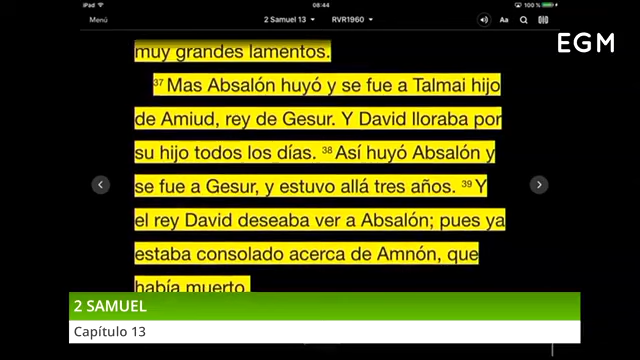 iPad
08:44
100 %
Menú
2 Samuel 13
RVR1960
Aa
EGM
muy grandes lamentos.
37 Mas Absalón huyó y se fue a Talmai hijo
de Amiud, rey de Gesur. Y David lloraba por
su hijo todos los días. 38 Así huyó Absalón y
se fue a Gesur, y estuvo allá tres años. 39 Y
el rey David deseaba ver a Absalón; pues ya
estaba consolado acerca de Amnón, que
había muerto.
2 SAMUEL
Capítulo 13